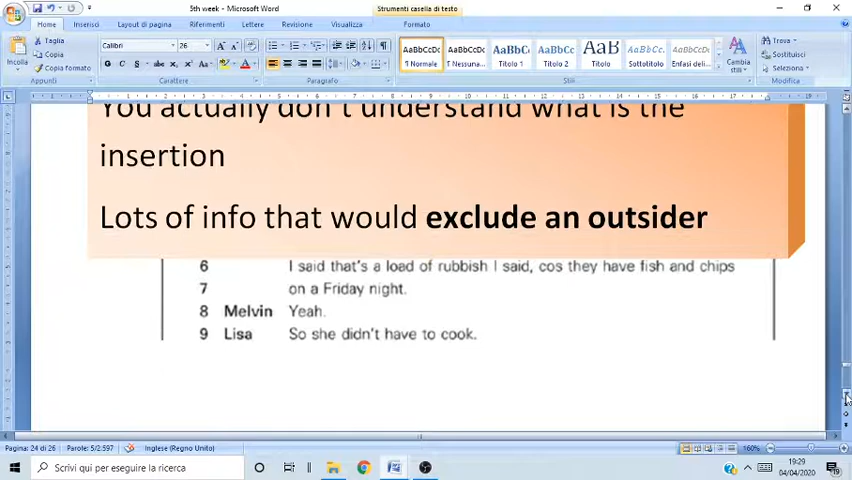 5th week - Microsoft Word
Strumenti casella di testo
Home Inserisci Layout di pagina Riferimenti Lettere Revisione Visualizza Formato
Incolla
Taglia
Copia
Copia formato
Appunti
Calibri 26
G C S abc x₂ x² Aa
Carattere
Paragrafo
AaBbCcDc AaBbCcDc AaBbC AaBbCc AaB AaBbCc. AaBbCcDc
¶ Normale ¶ Nessuna... Titolo 1 Titolo 2 Titolo Sottotitolo Enfasi deli...
Cambia stili
Stili
Trova
Sostituisci
Seleziona
Modifica
You actually don't understand what is the
insertion
Lots of info that would exclude an outsider
6 I said that's a load of rubbish I said, cos they have fish and chips
7 on a Friday night.
8 Melvin Yeah.
9 Lisa So she didn't have to cook.
Pagina: 24 di 26 Parole: 5/2.597 Inglese (Regno Unito) 160%
Scrivi qui per eseguire la ricerca
19:29
04/04/2020